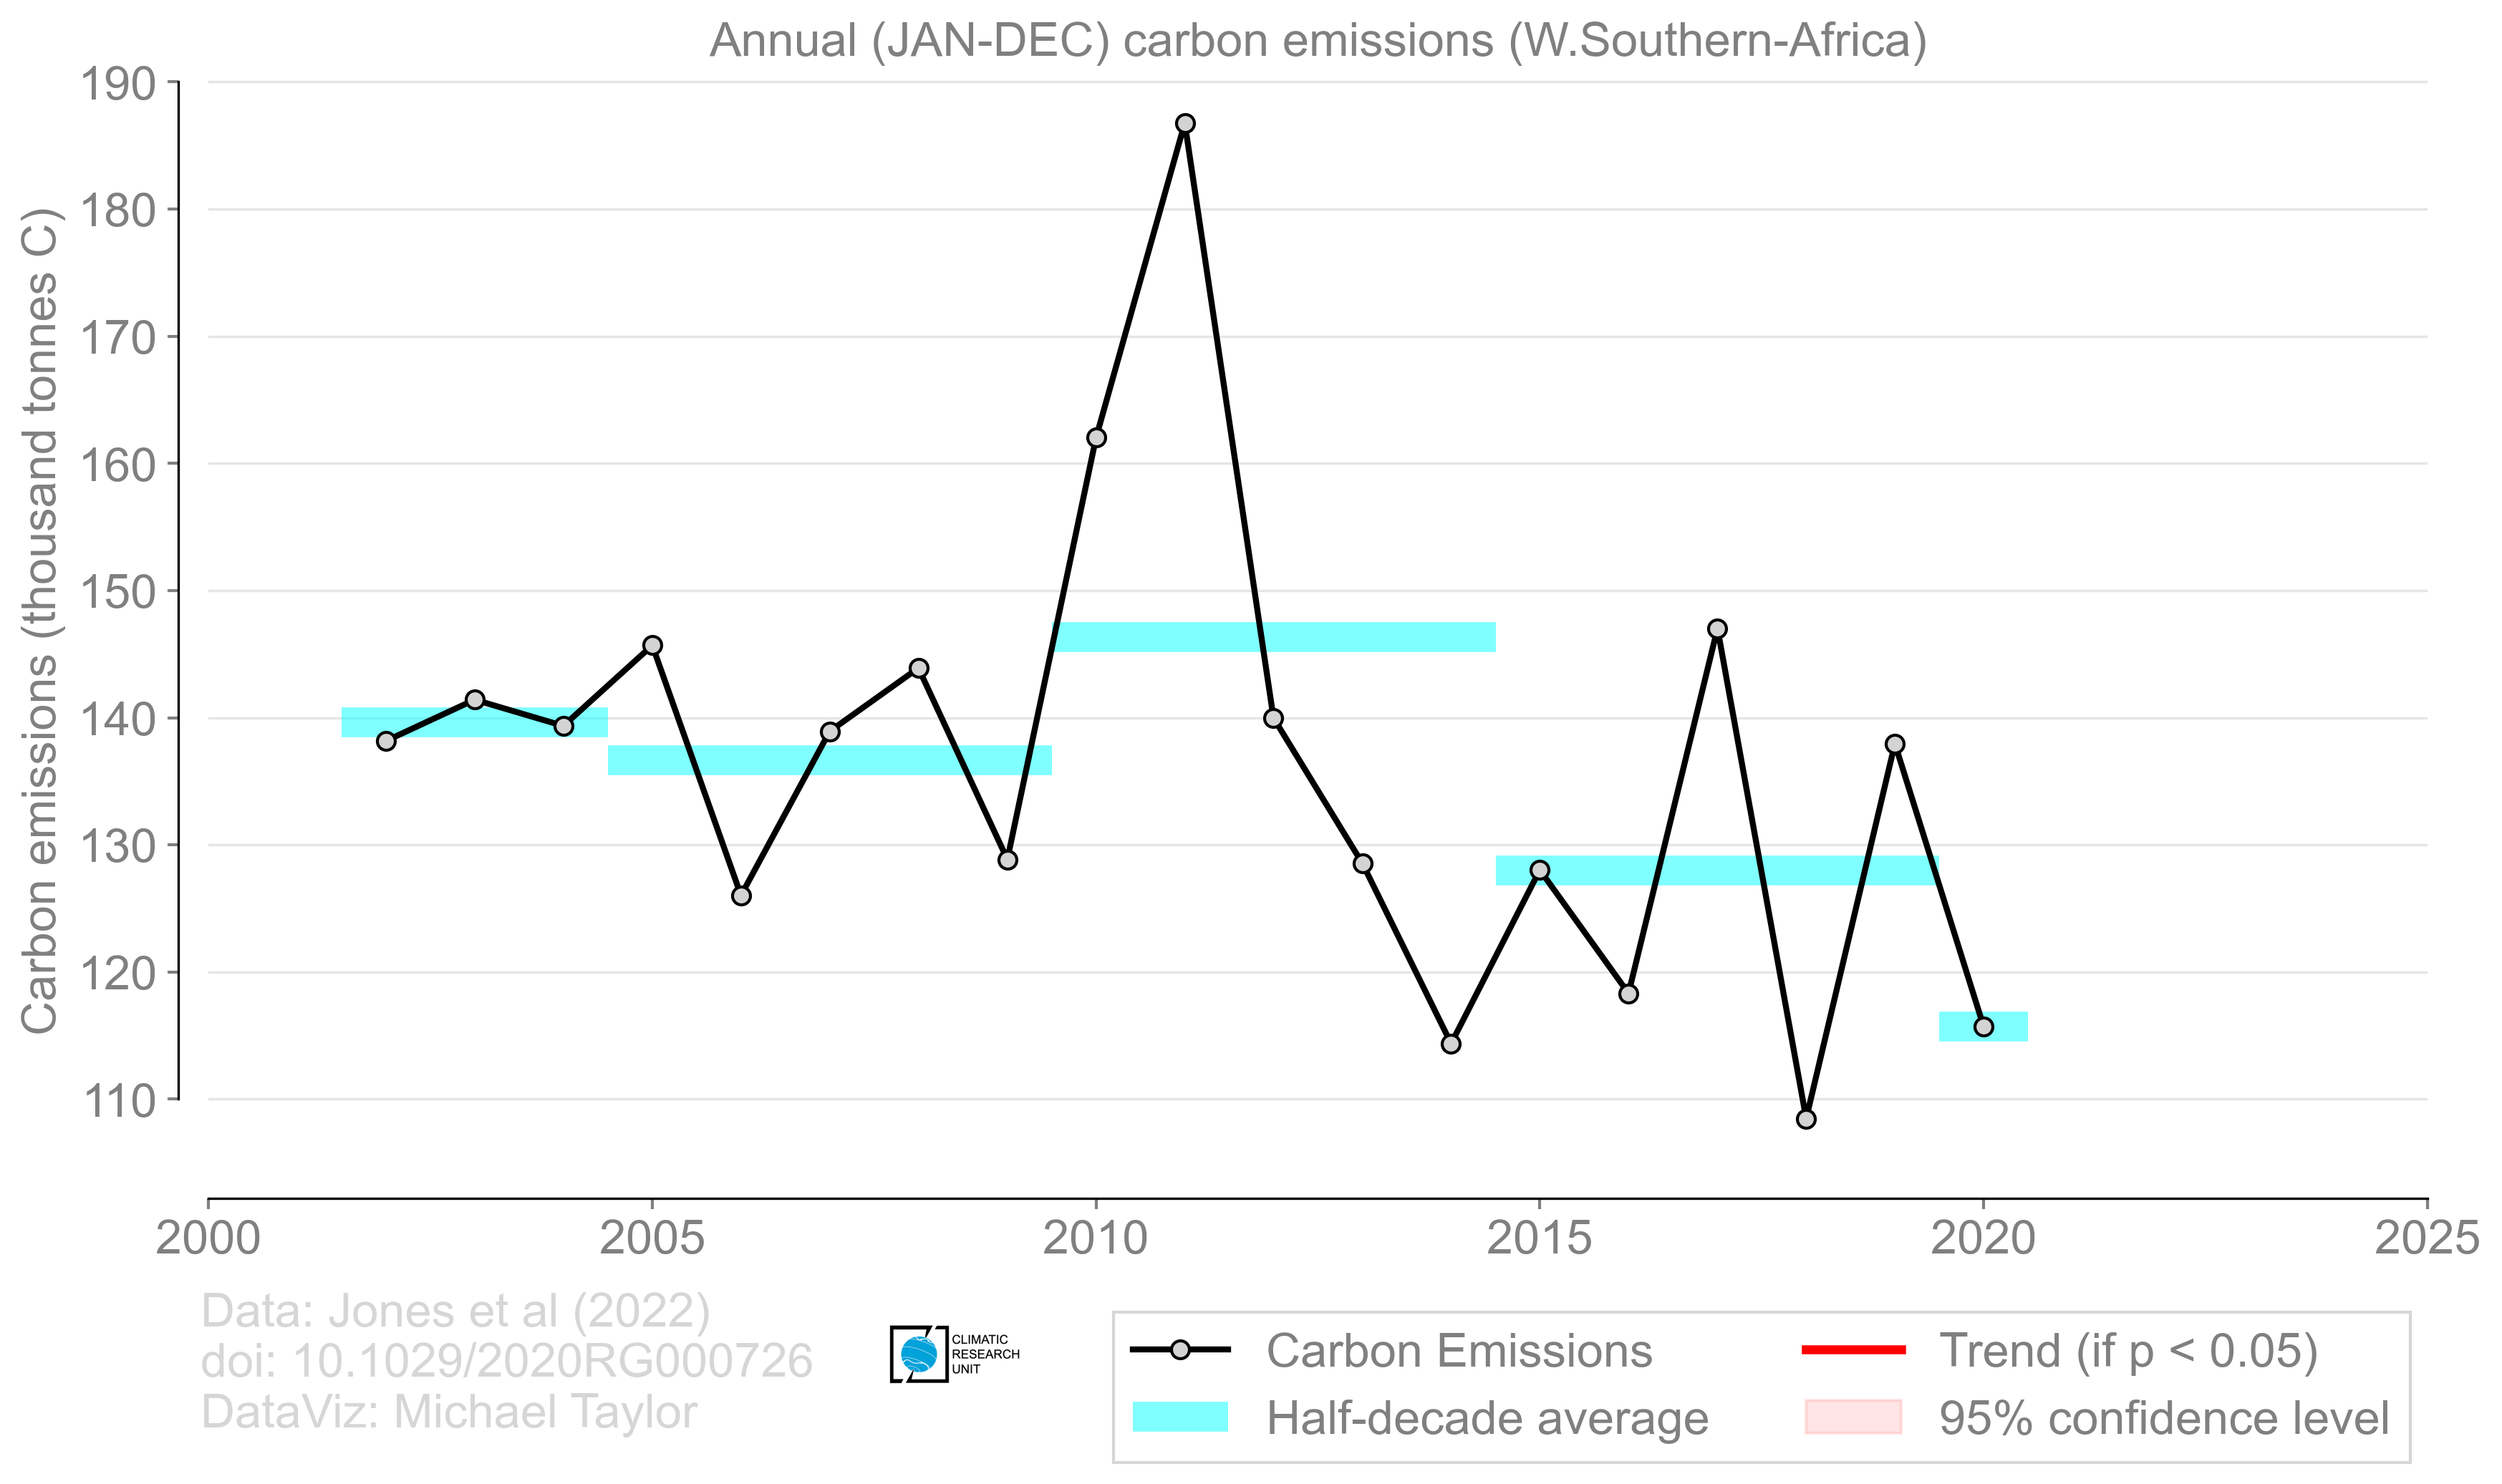 Annual (JAN-DEC) carbon emissions (W.Southern-Africa)
Carbon emissions (thousand tonnes C)
190
180
170
160
150
140
130
120
110
2000 2005 2010 2015 2020 2025
Data: Jones et al (2022)
doi: 10.1029/2020RG000726
DataViz: Michael Taylor
CLIMATIC
RESEARCH
UNIT
Carbon Emissions
Half-decade average
Trend (if p < 0.05)
95% confidence level